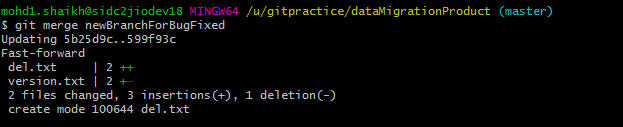 mohd1.shaikh@sidc2jiodev18 MINGW64 /u/gitpractice/dataMigrationProduct (master)
$ git merge newBranchForBugFixed
Updating 5b25d9c..599f93c
Fast-forward
 del.txt     | 2 ++
 version.txt | 2 +-
 2 files changed, 3 insertions(+), 1 deletion(-)
 create mode 100644 del.txt